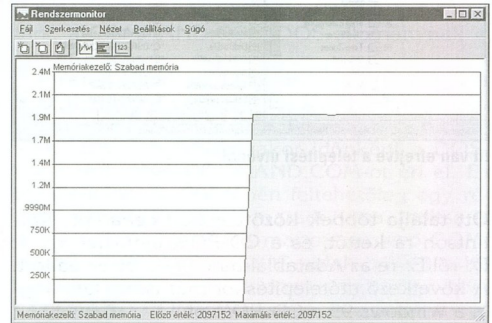 Rendszermonitor
Fájl Szerkesztés Nézet Beállítások Súgó
Memóriakezelő: Szabad memória
2.4M
2.1M
1.9M
1.7M
1.4M
1.2M
.9990M
750K
500K
250K
Memóriakezelő: Szabad memória Előző érték: 2097152 Maximális érték: 2097152